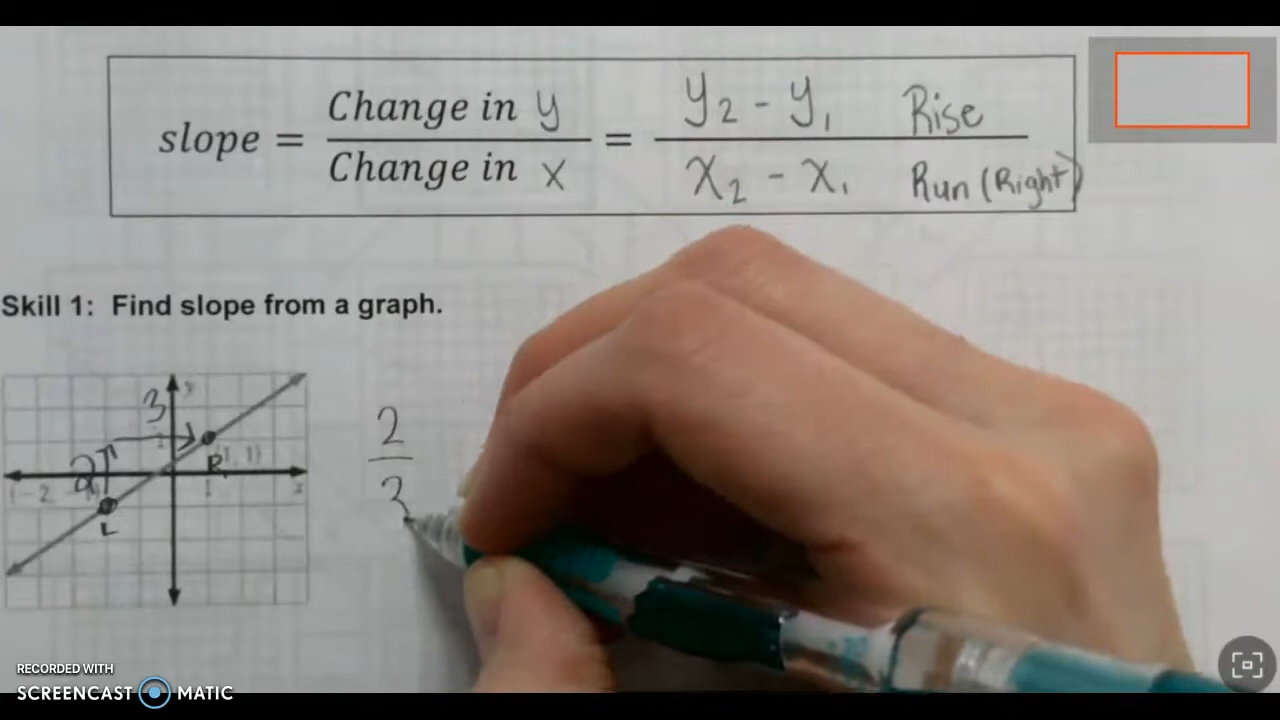 slope = Change in y / Change in x = y₂ - y₁ / x₂ - x₁ Rise / Run (Right)
Skill 1: Find slope from a graph.
3
y
(1, 1)
2
R
(-2
1
x
L
2
3
RECORDED WITH
SCREENCAST MATIC